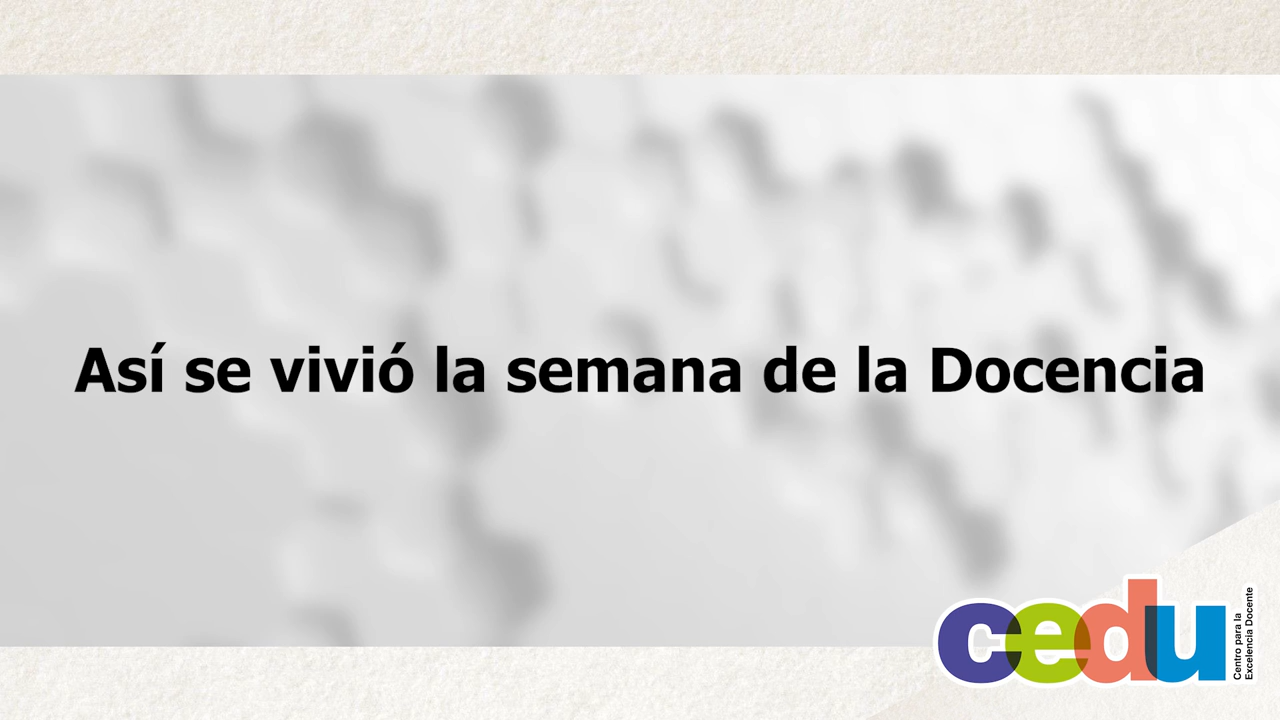 Así se vivió la semana de la Docencia
cedu
Centro para la
Excelencia Docente